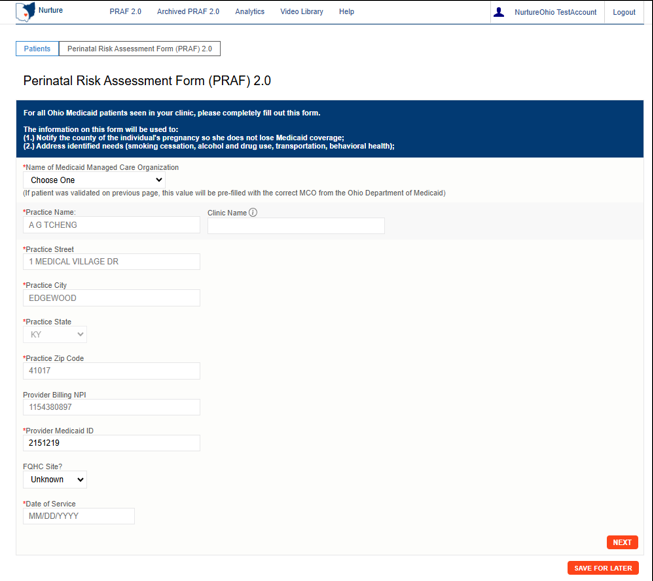 Nurture PRAF 2.0 Archived PRAF 2.0 Analytics Video Library Help NurtureOhio TestAccount Logout
Patients Perinatal Risk Assessment Form (PRAF) 2.0
Perinatal Risk Assessment Form (PRAF) 2.0
For all Ohio Medicaid patients seen in your clinic, please completely fill out this form.
The information on this form will be used to:
(1.) Notify the county of the individual's pregnancy so she does not lose Medicaid coverage;
(2.) Address identified needs (smoking cessation, alcohol and drug use, transportation, behavioral health);
*Name of Medicaid Managed Care Organization
Choose One
(If patient was validated on previous page, this value will be pre-filled with the correct MCO from the Ohio Department of Medicaid)
*Practice Name: Clinic Name
A G TCHENG
*Practice Street
1 MEDICAL VILLAGE DR
*Practice City
EDGEWOOD
*Practice State
KY
*Practice Zip Code
41017
Provider Billing NPI
1154380897
*Provider Medicaid ID
2151219
FQHC Site?
Unknown
*Date of Service
MM/DD/YYYY
NEXT
SAVE FOR LATER